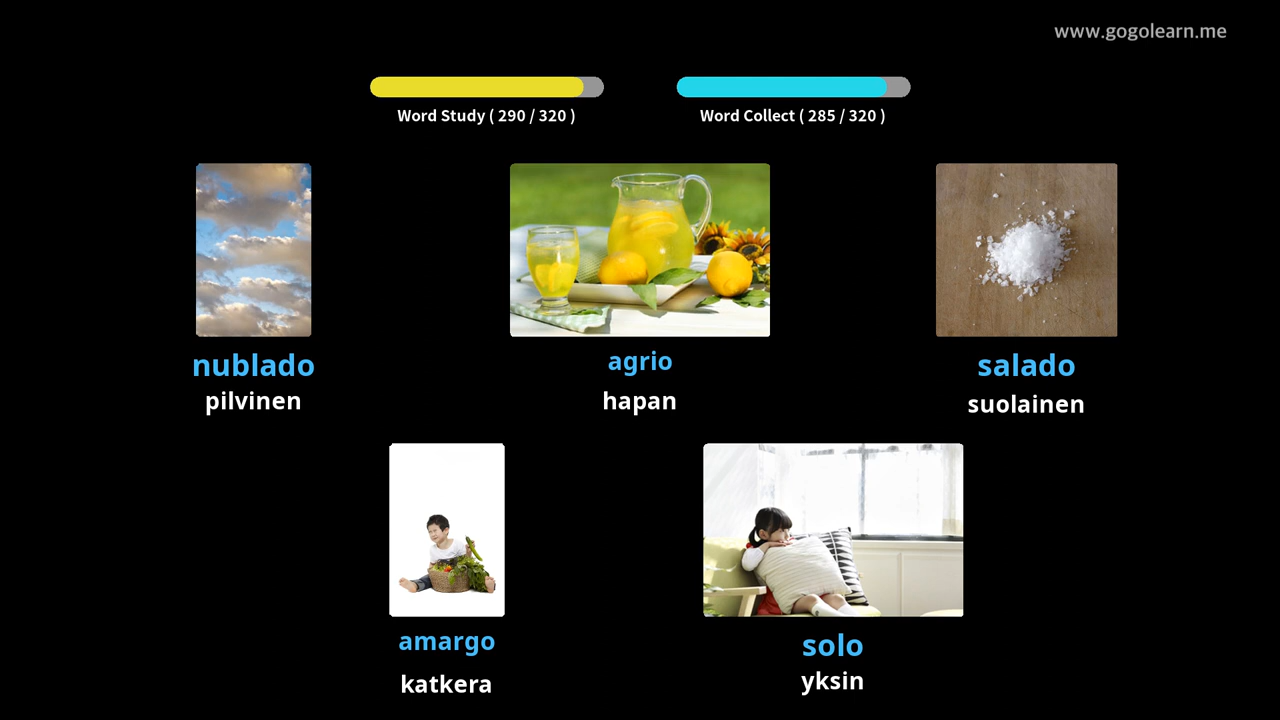 www.gogolearn.me
Word Study ( 290 / 320 )
Word Collect ( 285 / 320 )
nublado
pilvinen
agrio
hapan
salado
suolainen
amargo
katkera
solo
yksin